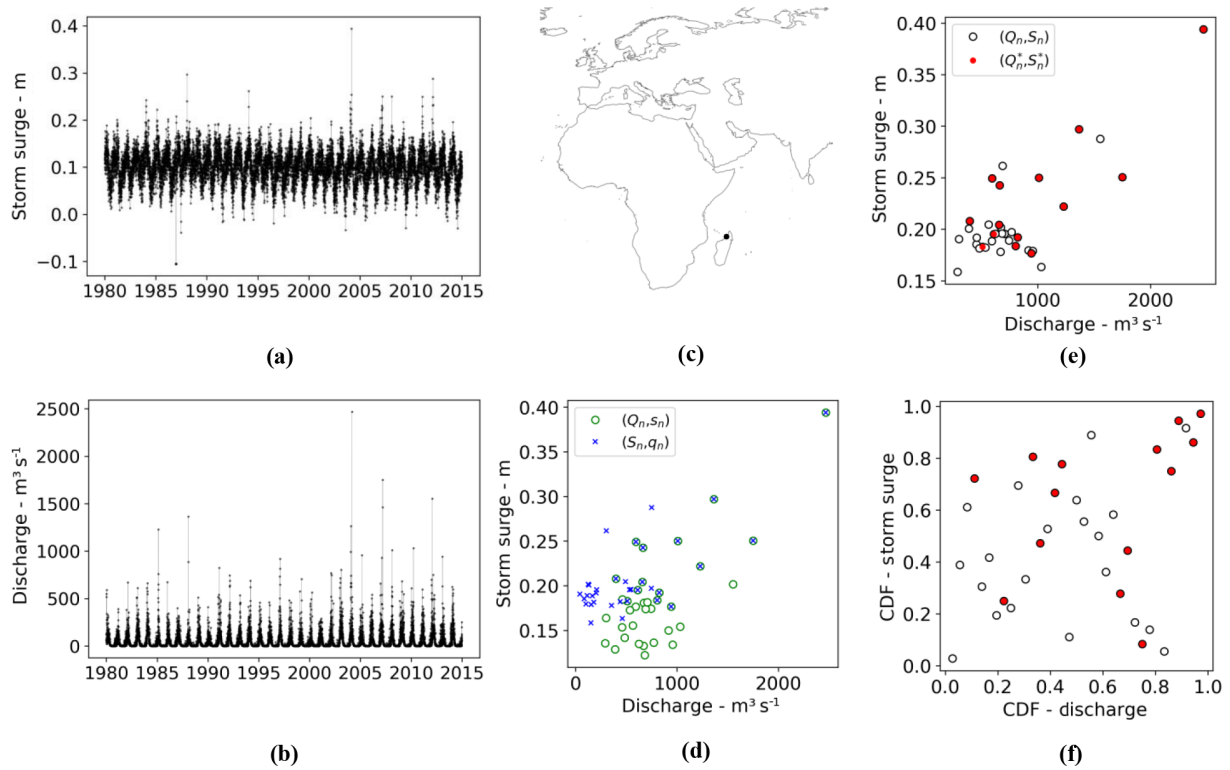 Storm surge - m
0.4
0.3
0.2
0.1
0.0
−0.1
1980 1985 1990 1995 2000 2005 2010 2015
(a)
(c)
Storm surge - m
0.40
0.35
0.30
0.25
0.20
0.15
(Qn,Sn)
(Q*n,S*n)
1000 2000
Discharge - m³ s⁻¹
(e)
Discharge - m³ s⁻¹
2500
2000
1500
1000
500
0
1980 1985 1990 1995 2000 2005 2010 2015
(b)
Storm surge - m
0.40
0.35
0.30
0.25
0.20
0.15
(Qn,sn)
(Sn,qn)
0 1000 2000
Discharge - m³ s⁻¹
(d)
CDF - storm surge
1.0
0.8
0.6
0.4
0.2
0.0
0.0 0.2 0.4 0.6 0.8 1.0
CDF - discharge
(f)